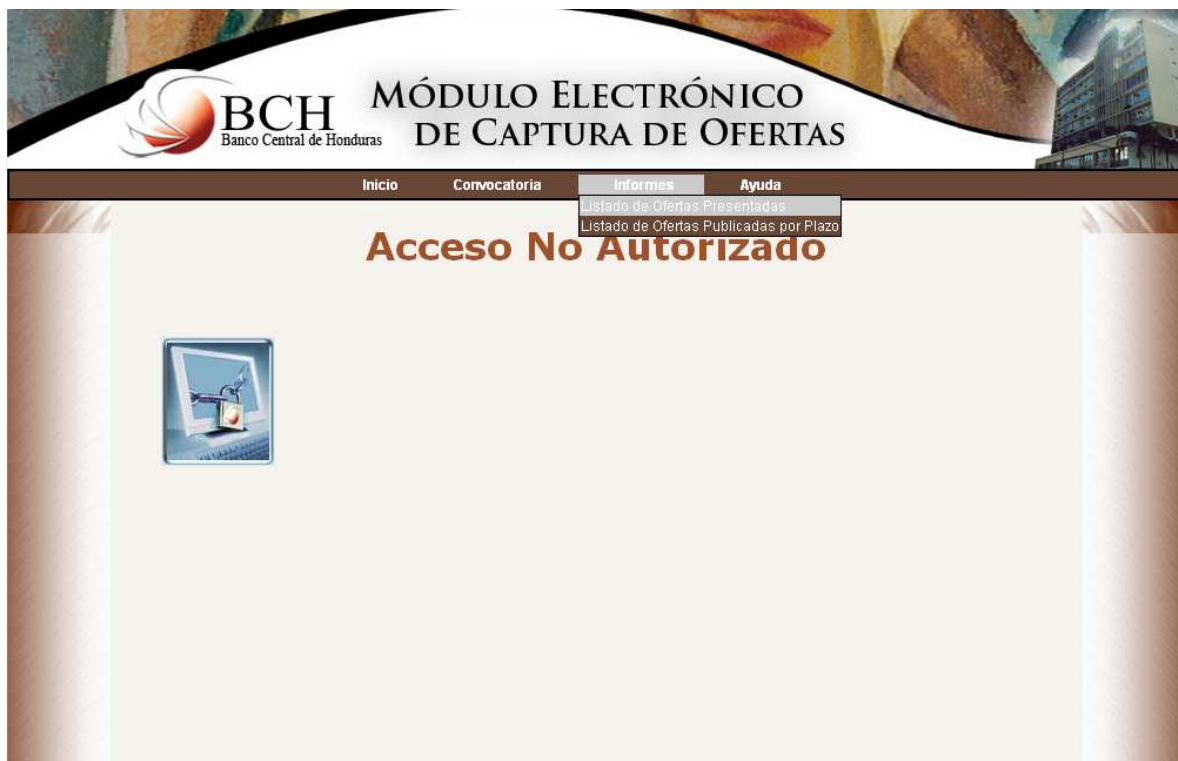 BCH
Banco Central de Honduras
MÓDULO ELECTRÓNICO
DE CAPTURA DE OFERTAS
Inicio Convocatoria Informes Ayuda
Listado de Ofertas Presentadas
Listado de Ofertas Publicadas por Plazo
Acceso No Autorizado